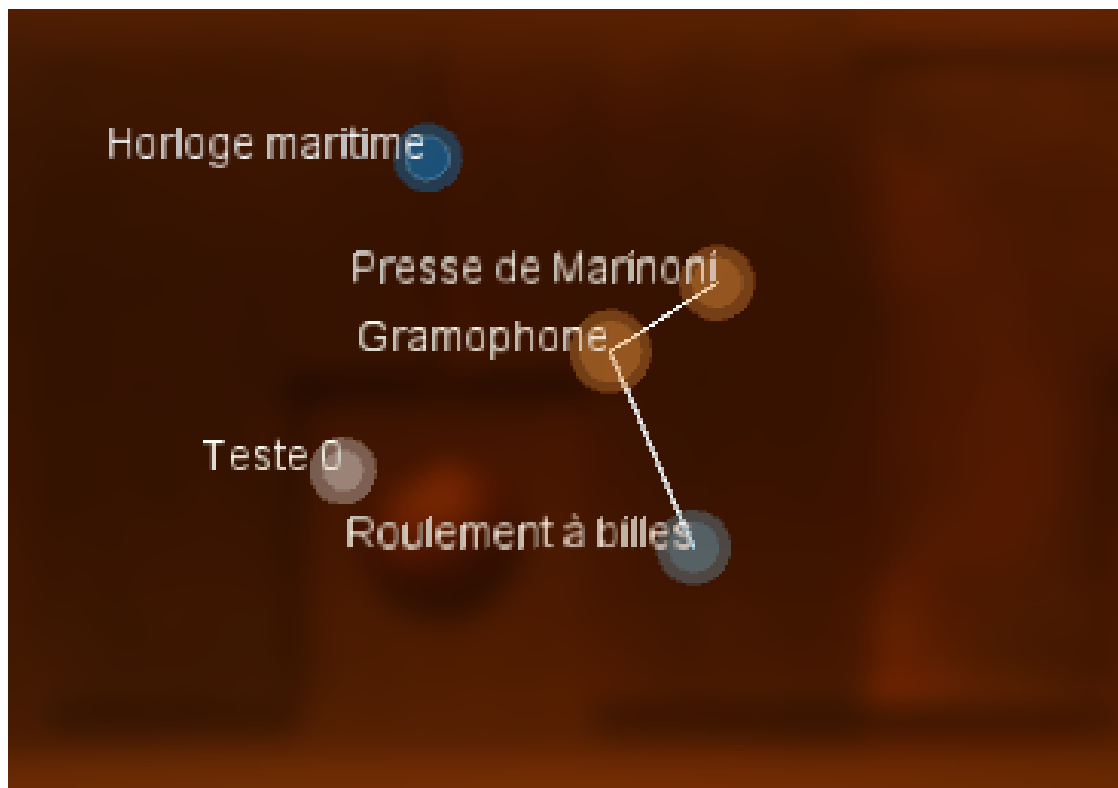 Horloge maritime
Presse de Marinoni
Gramophone
Teste 0
Roulement à billes